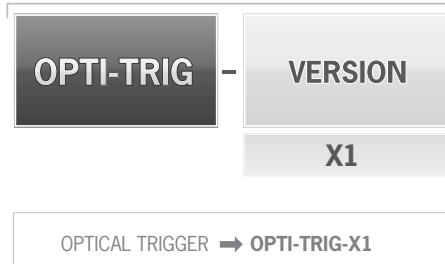 OPTI-TRIG - VERSION
X1
OPTICAL TRIGGER ➡ OPTI-TRIG-X1